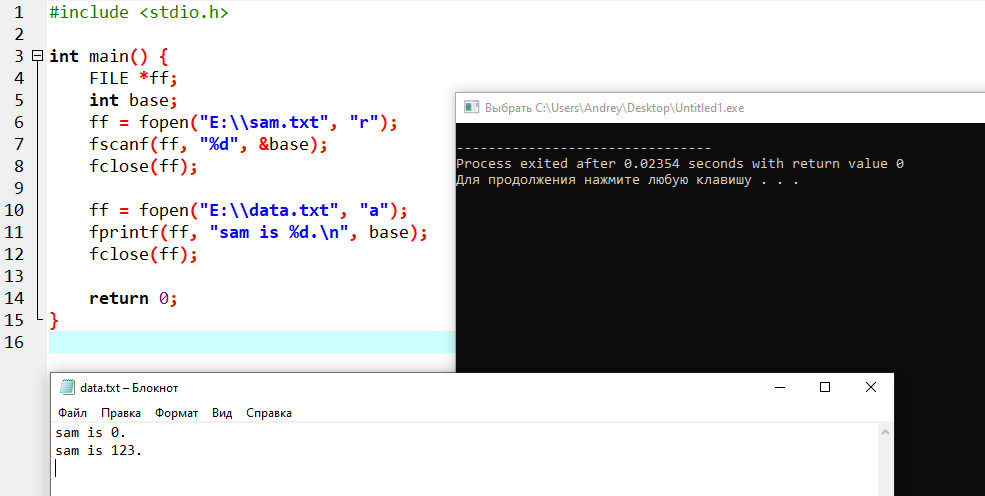 1 #include <stdio.h>
2
3 int main() {
4 FILE *ff;
5 int base;
6 ff = fopen("E:\\sam.txt", "r");
7 fscanf(ff, "%d", &base);
8 fclose(ff);
9
10 ff = fopen("E:\\data.txt", "a");
11 fprintf(ff, "sam is %d.\n", base);
12 fclose(ff);
13
14 return 0;
15 }
16
Выбрать C:\Users\Andrey\Desktop\Untitled1.exe
--------------------------------
Process exited after 0.02354 seconds with return value 0
Для продолжения нажмите любую клавишу . . .
data.txt – Блокнот
Файл Правка Формат Вид Справка
sam is 0.
sam is 123.